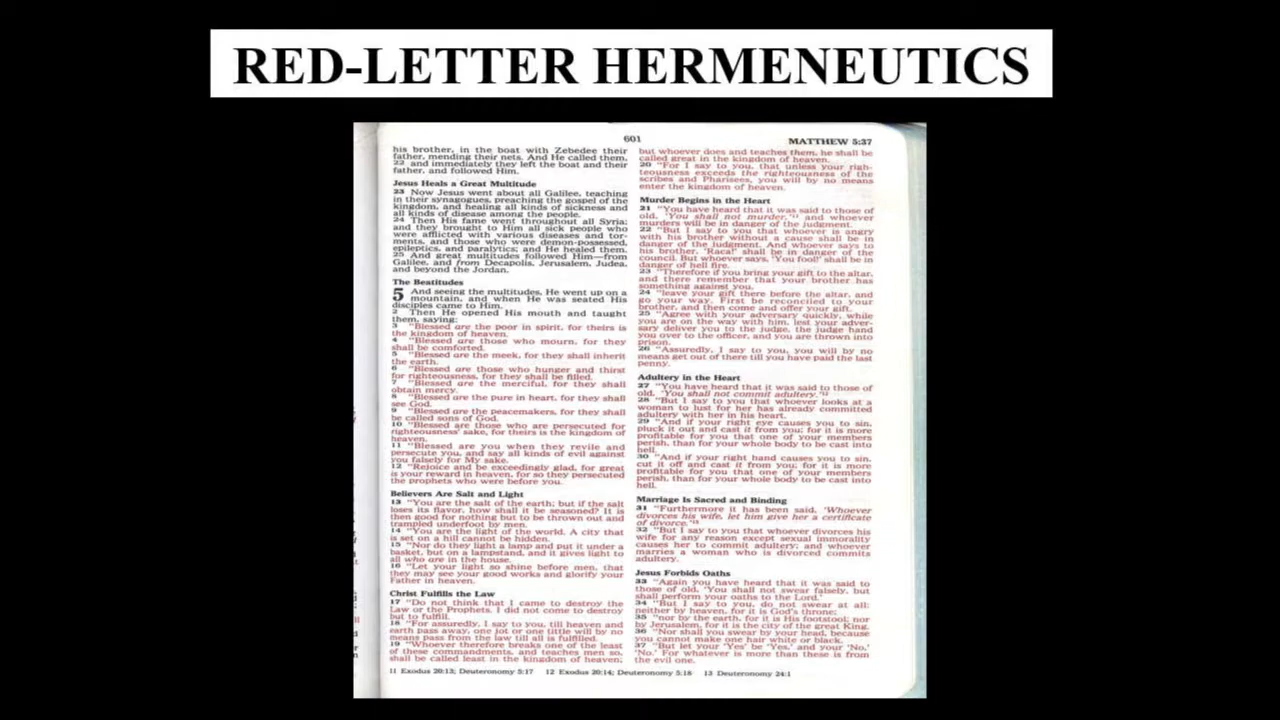 RED-LETTER HERMENEUTICS
601
MATTHEW 5:37
his brother, in the boat with Zebedee their
father, mending their nets. And He called them,
22 and immediately they left the boat and their
father, and followed Him.
Jesus Heals a Great Multitude
23 Now Jesus went about all Galilee, teaching
in their synagogues, preaching the gospel of the
kingdom, and healing all kinds of sickness and
all kinds of disease among the people.
24 Then His fame went throughout all Syria;
and they brought to Him all sick people who
were afflicted with various diseases and tor-
ments, and those who were demon-possessed,
epileptics, and paralytics; and He healed them.
25 And great multitudes followed Him—from
Galilee, and from Decapolis, Jerusalem, Judea,
and beyond the Jordan.
The Beatitudes
5 And seeing the multitudes, He went up on a
mountain, and when He was seated His
disciples came to Him.
2 Then He opened His mouth and taught
them, saying:
3 "Blessed are the poor in spirit, for theirs is
the kingdom of heaven.
4 "Blessed are those who mourn, for they
shall be comforted.
5 "Blessed are the meek, for they shall inherit
the earth.
6 "Blessed are those who hunger and thirst
for righteousness, for they shall be filled.
7 "Blessed are the merciful, for they shall
obtain mercy.
8 "Blessed are the pure in heart, for they shall
see God.
9 "Blessed are the peacemakers, for they shall
be called sons of God.
10 "Blessed are those who are persecuted for
righteousness' sake, for theirs is the kingdom of
heaven.
11 "Blessed are you when they revile and
persecute you, and say all kinds of evil against
you falsely for My sake.
12 "Rejoice and be exceedingly glad, for great
is your reward in heaven, for so they persecuted
the prophets who were before you.
Believers Are Salt and Light
13 "You are the salt of the earth; but if the salt
loses its flavor, how shall it be seasoned? It is
then good for nothing but to be thrown out and
trampled underfoot by men.
14 "You are the light of the world. A city that
is set on a hill cannot be hidden.
15 "Nor do they light a lamp and put it under a
basket, but on a lampstand, and it gives light to
all who are in the house.
16 "Let your light so shine before men, that
they may see your good works and glorify your
Father in heaven.
Christ Fulfills the Law
17 "Do not think that I came to destroy the
Law or the Prophets. I did not come to destroy
but to fulfill.
18 "For assuredly, I say to you, till heaven and
earth pass away, one jot or one tittle will by no
means pass from the law till all is fulfilled.
19 "Whoever therefore breaks one of the least
of these commandments, and teaches men so,
shall be called least in the kingdom of heaven;
but whoever does and teaches them, he shall be
called great in the kingdom of heaven.
20 "For I say to you, that unless your righ-
teousness exceeds the righteousness of the
scribes and Pharisees, you will by no means
enter the kingdom of heaven.
Murder Begins in the Heart
21 "You have heard that it was said to those of
old, 'You shall not murder,'11 and whoever
murders will be in danger of the judgment.
22 "But I say to you that whoever is angry
with his brother without a cause shall be in
danger of the judgment. And whoever says to
his brother, 'Raca!' shall be in danger of the
council. But whoever says, 'You fool!' shall be in
danger of hell fire.
23 "Therefore if you bring your gift to the altar,
and there remember that your brother has
something against you,
24 "leave your gift there before the altar, and
go your way. First be reconciled to your
brother, and then come and offer your gift.
25 "Agree with your adversary quickly, while
you are on the way with him, lest your adver-
sary deliver you to the judge, the judge hand
you over to the officer, and you are thrown into
prison.
26 "Assuredly, I say to you, you will by no
means get out of there till you have paid the last
penny.
Adultery in the Heart
27 "You have heard that it was said to those of
old, 'You shall not commit adultery.'12
28 "But I say to you that whoever looks at a
woman to lust for her has already committed
adultery with her in his heart.
29 "And if your right eye causes you to sin,
pluck it out and cast it from you; for it is more
profitable for you that one of your members
perish, than for your whole body to be cast into
hell.
30 "And if your right hand causes you to sin,
cut it off and cast it from you; for it is more
profitable for you that one of your members
perish, than for your whole body to be cast into
hell.
Marriage Is Sacred and Binding
31 "Furthermore it has been said, 'Whoever
divorces his wife, let him give her a certificate
of divorce.'13
32 "But I say to you that whoever divorces his
wife for any reason except sexual immorality
causes her to commit adultery; and whoever
marries a woman who is divorced commits
adultery.
Jesus Forbids Oaths
33 "Again you have heard that it was said to
those of old, 'You shall not swear falsely, but
shall perform your oaths to the Lord.'
34 "But I say to you, do not swear at all:
neither by heaven, for it is God's throne;
35 "nor by the earth, for it is His footstool; nor
by Jerusalem, for it is the city of the great King.
36 "Nor shall you swear by your head, because
you cannot make one hair white or black.
37 "But let your 'Yes' be 'Yes,' and your 'No,'
'No.' For whatever is more than these is from
the evil one.
11 Exodus 20:13; Deuteronomy 5:17 12 Exodus 20:14; Deuteronomy 5:18 13 Deuteronomy 24:1